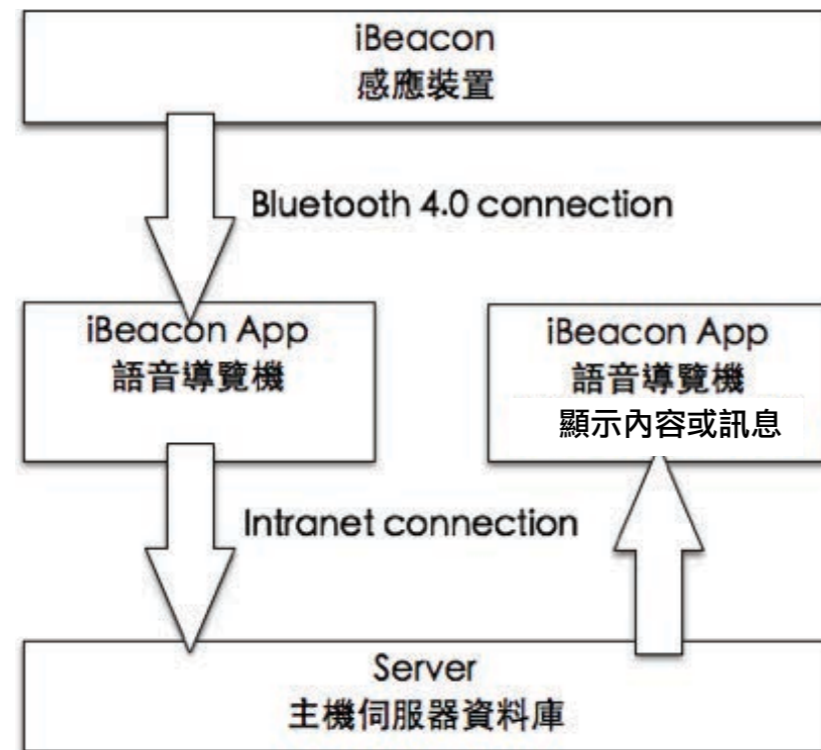 iBeacon
感應裝置
Bluetooth 4.0 connection
iBeacon App
語音導覽機
iBeacon App
語音導覽機
顯示內容或訊息
Intranet connection
Server
主機伺服器資料庫